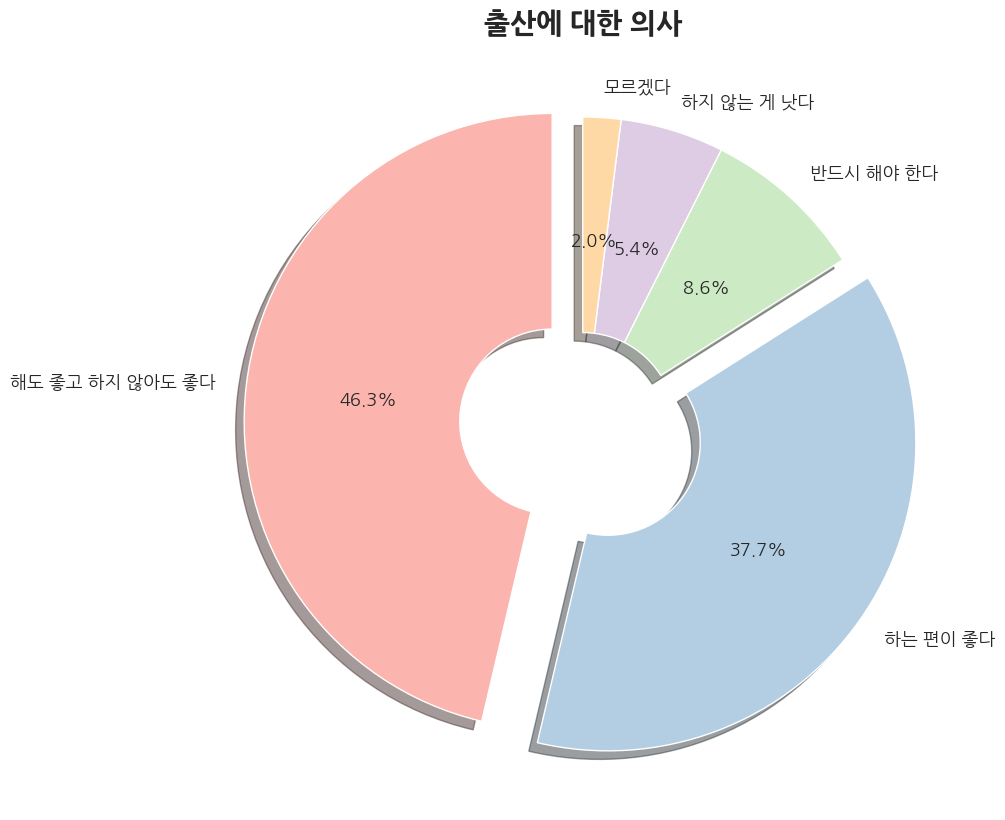 출산에 대한 의사
모르겠다
하지 않는 게 낫다
반드시 해야 한다
2.0%
5.4%
8.6%
해도 좋고 하지 않아도 좋다
46.3%
37.7%
하는 편이 좋다